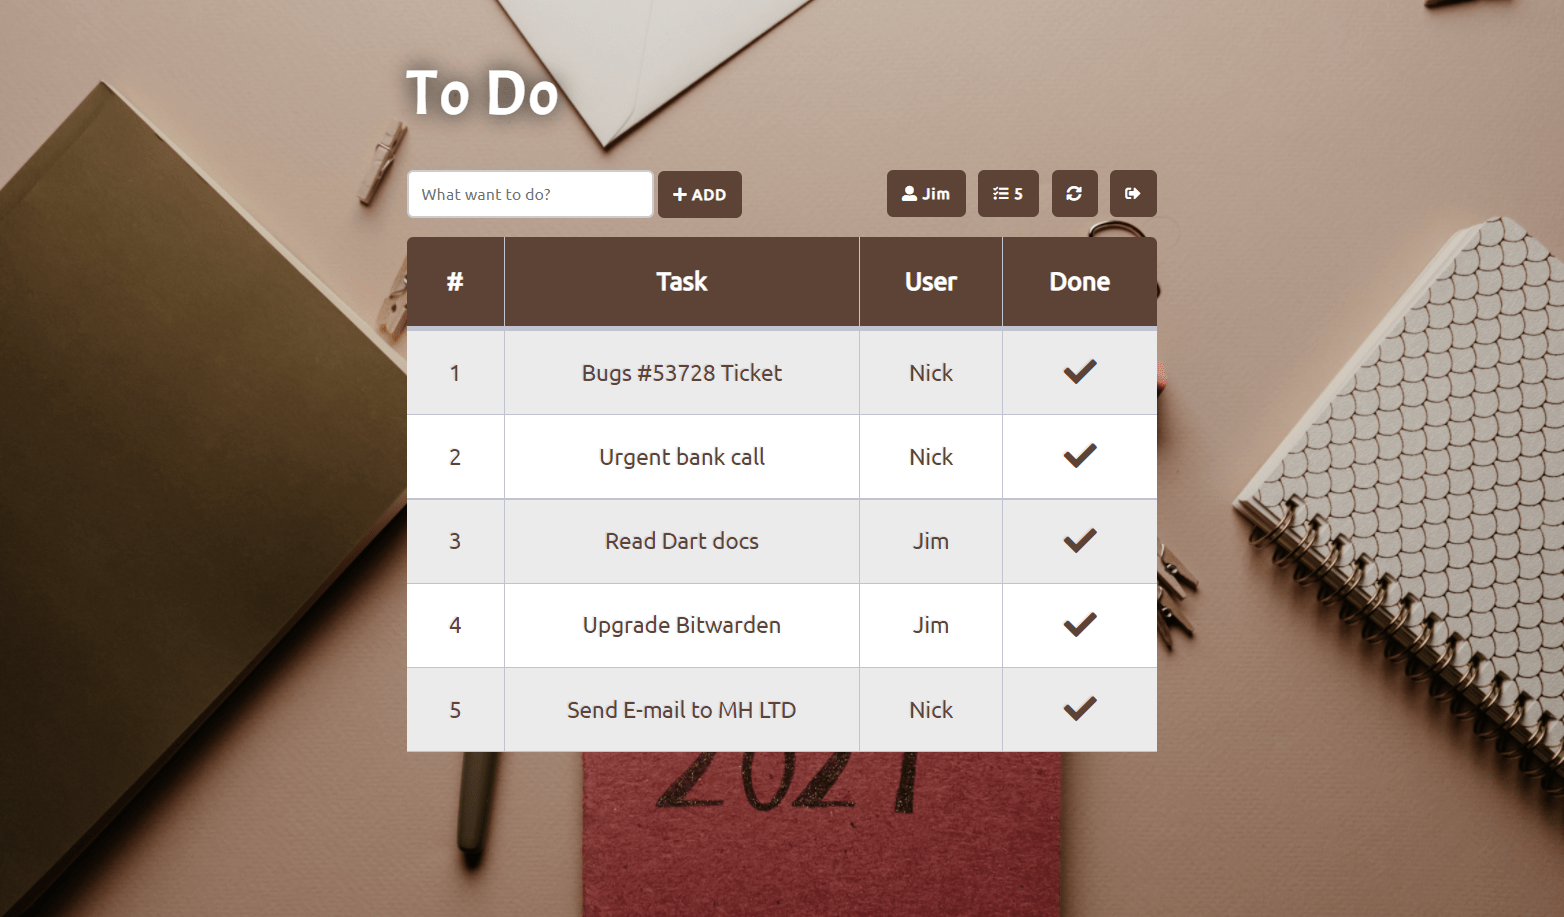 To Do
What want to do? ADD Jim 5
# Task User Done
1 Bugs #53728 Ticket Nick
2 Urgent bank call Nick
3 Read Dart docs Jim
4 Upgrade Bitwarden Jim
5 Send E-mail to MH LTD Nick
2021